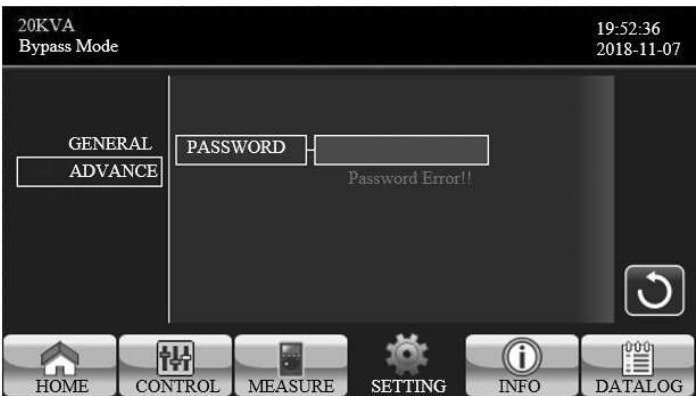 20KVA
Bypass Mode
19:52:36
2018-11-07
GENERAL
ADVANCE
PASSWORD
Password Error!!
HOME
CONTROL
MEASURE
SETTING
INFO
DATALOG